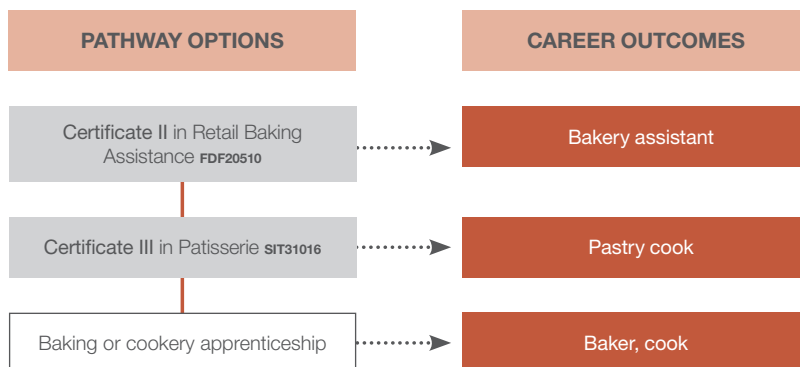 PATHWAY OPTIONS
CAREER OUTCOMES
Certificate II in Retail Baking
Assistance FDF20510
Bakery assistant
Certificate III in Patisserie SIT31016
Pastry cook
Baking or cookery apprenticeship
Baker, cook